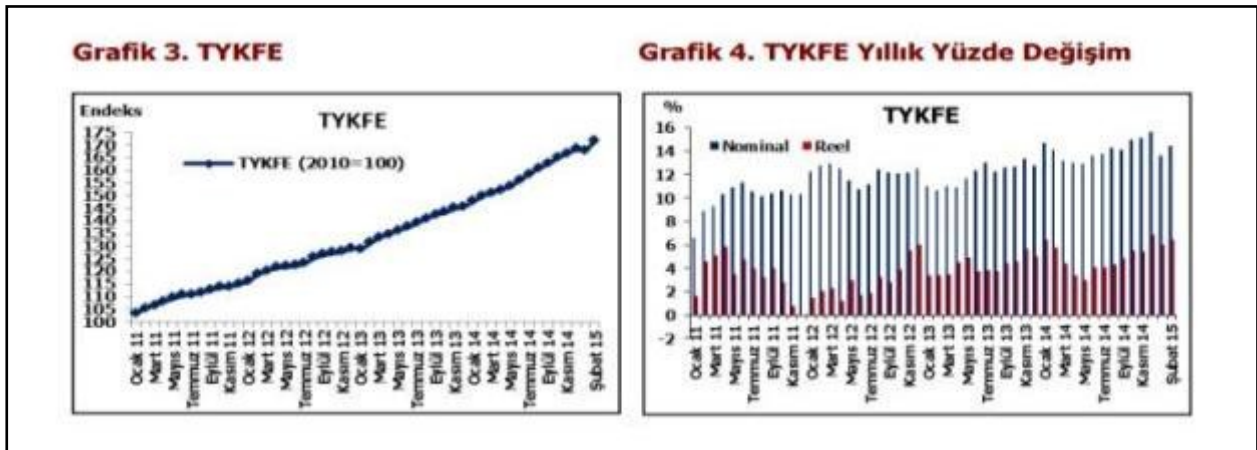 Grafik 3. TYKFE
Endeks
TYKFE
TYKFE (2010=100)
175
170
165
160
155
150
145
140
135
130
125
120
115
110
105
100
Ocak 11
Mart 11
Mayıs 11
Temmuz 11
Eylül 11
Kasım 11
Ocak 12
Mart 12
Mayıs 12
Temmuz 12
Eylül 12
Kasım 12
Ocak 13
Mart 13
Mayıs 13
Temmuz 13
Eylül 13
Kasım 13
Ocak 14
Mart 14
Mayıs 14
Temmuz 14
Eylül 14
Kasım 14
Şubat 15
Grafik 4. TYKFE Yıllık Yüzde Değişim
%
TYKFE
Nominal Reel
16
14
12
10
8
6
4
2
0
-2
Ocak 11
Mart 11
Mayıs 11
Temmuz 11
Eylül 11
Kasım 11
Ocak 12
Mart 12
Mayıs 12
Temmuz 12
Eylül 12
Kasım 12
Ocak 13
Mart 13
Mayıs 13
Temmuz 13
Eylül 13
Kasım 13
Ocak 14
Mart 14
Mayıs 14
Temmuz 14
Eylül 14
Kasım 14
Şubat 15